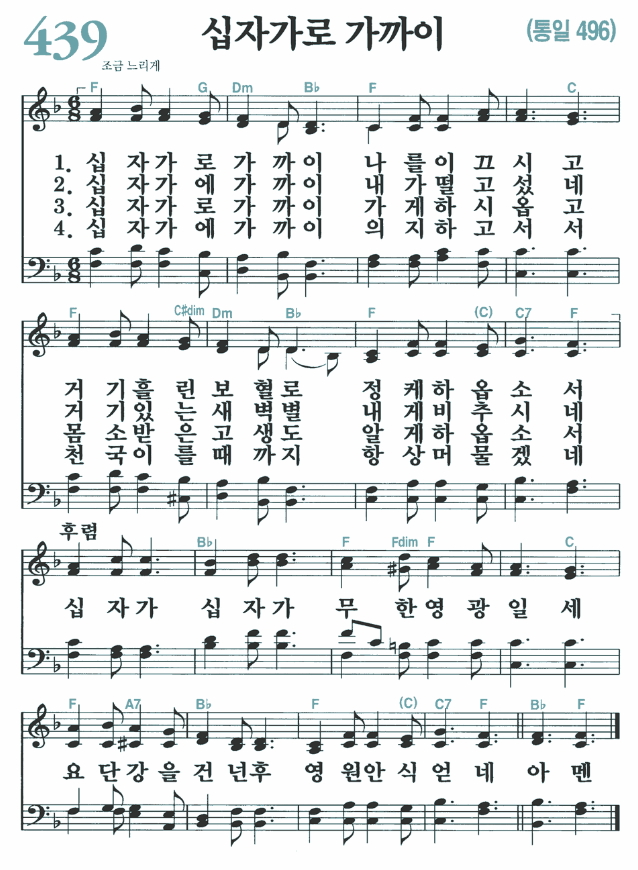 439
십자가로 가까이
(통일 496)
조금 느리게
F G Dm B♭ F C
1. 십 자가 로 가 까이 나 를이 끄 시 고
2. 십 자가 에 가 까이 내 가떨 고 섰 네
3. 십 자가 로 가 까이 가 게하 시 옵 고
4. 십 자가 에 가 까이 의 지하 고 서 서
F C#dim Dm B♭ F (C) C7 F
거 기흘 린 보 혈로 정 케하 옵 소 서
거 기있 는 새 벽별 내 게비 추 시 네
몸 소받 은 고 생도 알 게하 옵 소 서
천 국이 를 때 까지 항 상머 물 겠 네
후렴
B♭ F Fdim F C
십 자가 십 자가 무 한영 광 일 세
F A7 B♭ F (C) C7 F B♭ F
요 단강 을 건 넌후 영 원안 식 얻 네 아 멘